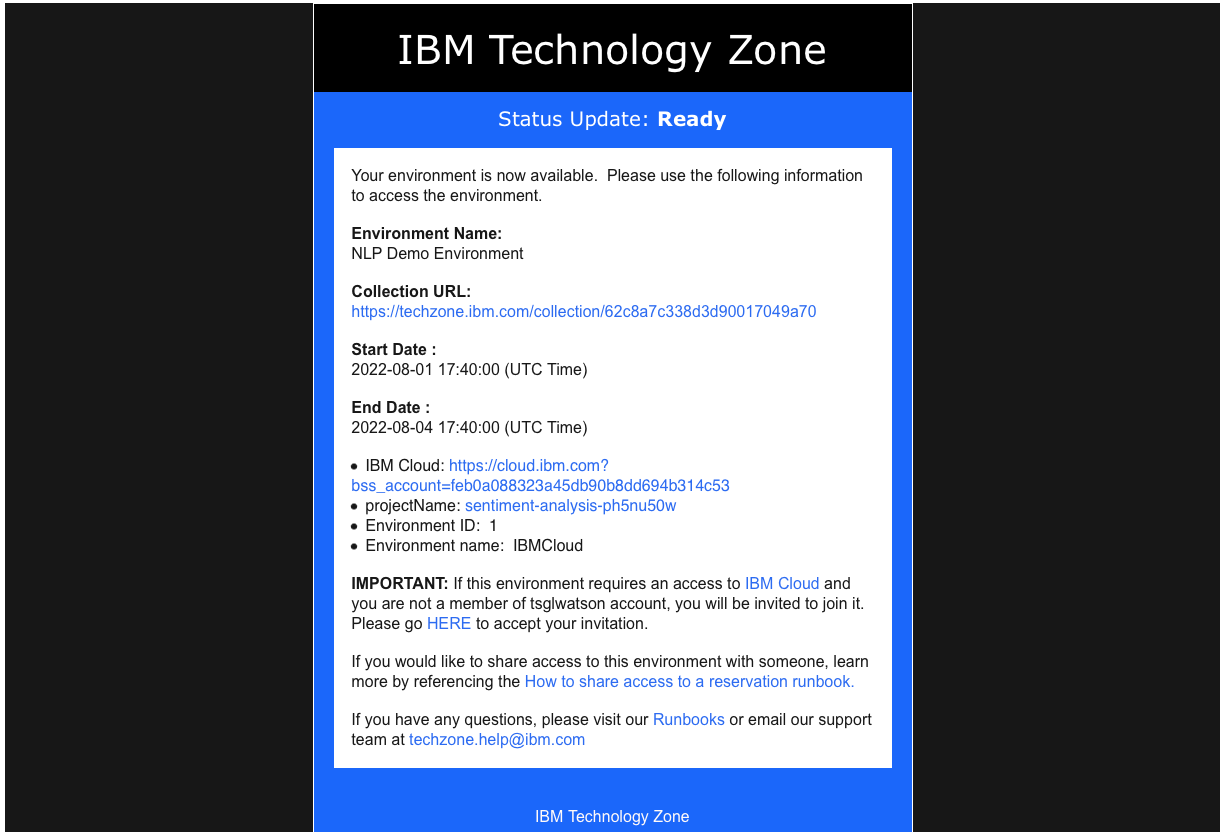 IBM Technology Zone
Status Update: Ready
Your environment is now available.  Please use the following information
to access the environment.
Environment Name:
NLP Demo Environment
Collection URL:
https://techzone.ibm.com/collection/62c8a7c338d3d90017049a70
Start Date :
2022-08-01 17:40:00 (UTC Time)
End Date :
2022-08-04 17:40:00 (UTC Time)
• IBM Cloud: https://cloud.ibm.com?
bss_account=feb0a088323a45db90b8dd694b314c53
• projectName: sentiment-analysis-ph5nu50w
• Environment ID:  1
• Environment name:  IBMCloud
IMPORTANT: If this environment requires an access to IBM Cloud and
you are not a member of tsglwatson account, you will be invited to join it.
Please go HERE to accept your invitation.
If you would like to share access to this environment with someone, learn
more by referencing the How to share access to a reservation runbook.
If you have any questions, please visit our Runbooks or email our support
team at techzone.help@ibm.com
IBM Technology Zone